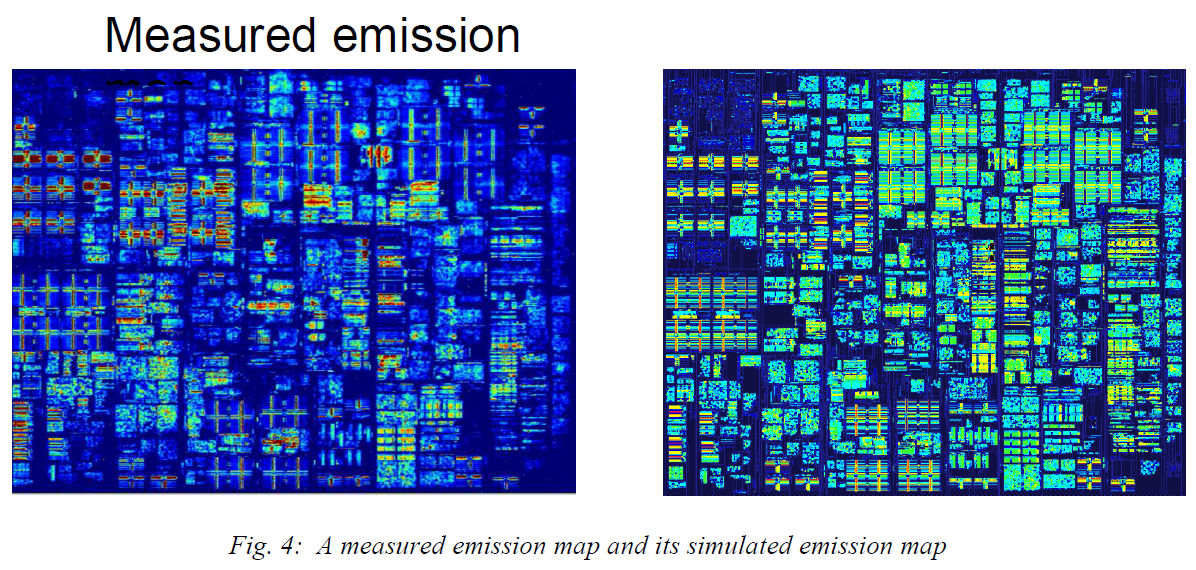 Measured emission
Fig. 4: A measured emission map and its simulated emission map